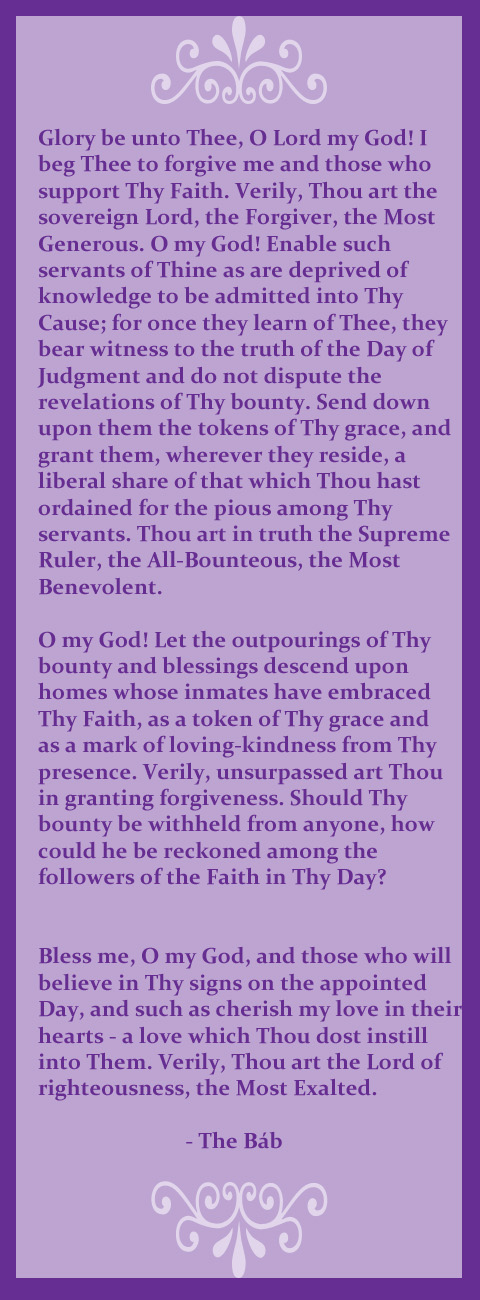 Glory be unto Thee, O Lord my God! I
beg Thee to forgive me and those who
support Thy Faith. Verily, Thou art the
sovereign Lord, the Forgiver, the Most
Generous. O my God! Enable such
servants of Thine as are deprived of
knowledge to be admitted into Thy
Cause; for once they learn of Thee, they
bear witness to the truth of the Day of
Judgment and do not dispute the
revelations of Thy bounty. Send down
upon them the tokens of Thy grace, and
grant them, wherever they reside, a
liberal share of that which Thou hast
ordained for the pious among Thy
servants. Thou art in truth the Supreme
Ruler, the All-Bounteous, the Most
Benevolent.
O my God! Let the outpourings of Thy
bounty and blessings descend upon
homes whose inmates have embraced
Thy Faith, as a token of Thy grace and
as a mark of loving-kindness from Thy
presence. Verily, unsurpassed art Thou
in granting forgiveness. Should Thy
bounty be withheld from anyone, how
could he be reckoned among the
followers of the Faith in Thy Day?
Bless me, O my God, and those who will
believe in Thy signs on the appointed
Day, and such as cherish my love in their
hearts - a love which Thou dost instill
into Them. Verily, Thou art the Lord of
righteousness, the Most Exalted.
- The Báb